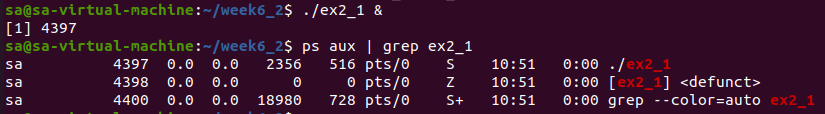 sa@sa-virtual-machine:~/week6_2$ ./ex2_1 &
[1] 4397
sa@sa-virtual-machine:~/week6_2$ ps aux | grep ex2_1
sa 4397 0.0 0.0 2356 516 pts/0 S 10:51 0:00 ./ex2_1
sa 4398 0.0 0.0 0 0 pts/0 Z 10:51 0:00 [ex2_1] <defunct>
sa 4400 0.0 0.0 18980 728 pts/0 S+ 10:51 0:00 grep --color=auto ex2_1